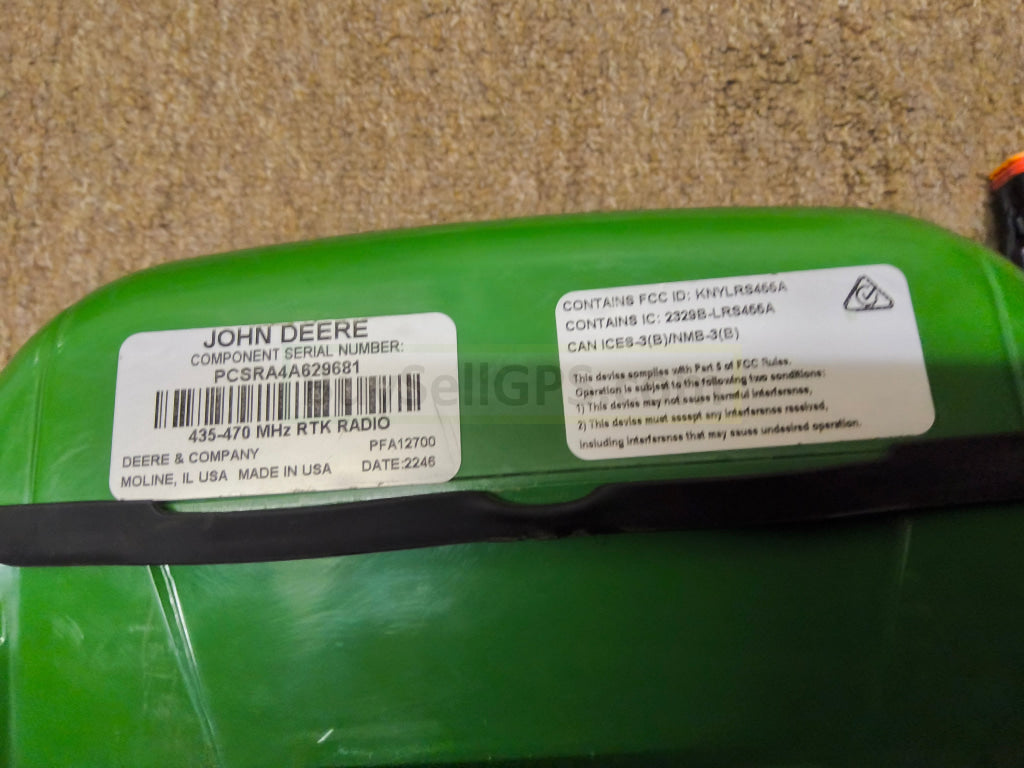 JOHN DEERE
COMPONENT SERIAL NUMBER:
PCSRA4A629681
435-470 MHz RTK RADIO
PFA12700
DEERE & COMPANY
MOLINE, IL USA MADE IN USA DATE:2246
CONTAINS FCC ID: KNYLRS455A
CONTAINS IC: 2329B-LRS455A
CAN ICES-3(B)/NMB-3(B)
This device complies with Part 5 of FCC Rules.
Operation is subject to the following two conditions:
1) This device may not cause harmful interference,
2) This device must accept any interference received,
including interference that may cause undesired operation.
SellGPS